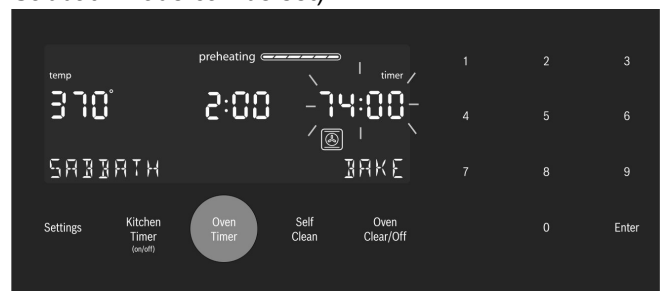 preheating
temp
timer
370°
2:00
74:00
SABBATH
BAKE
Settings
Kitchen
Timer
(on/off)
Oven
Timer
Self
Clean
Oven
Clear/Off
1 2 3
4 5 6
7 8 9
0 Enter